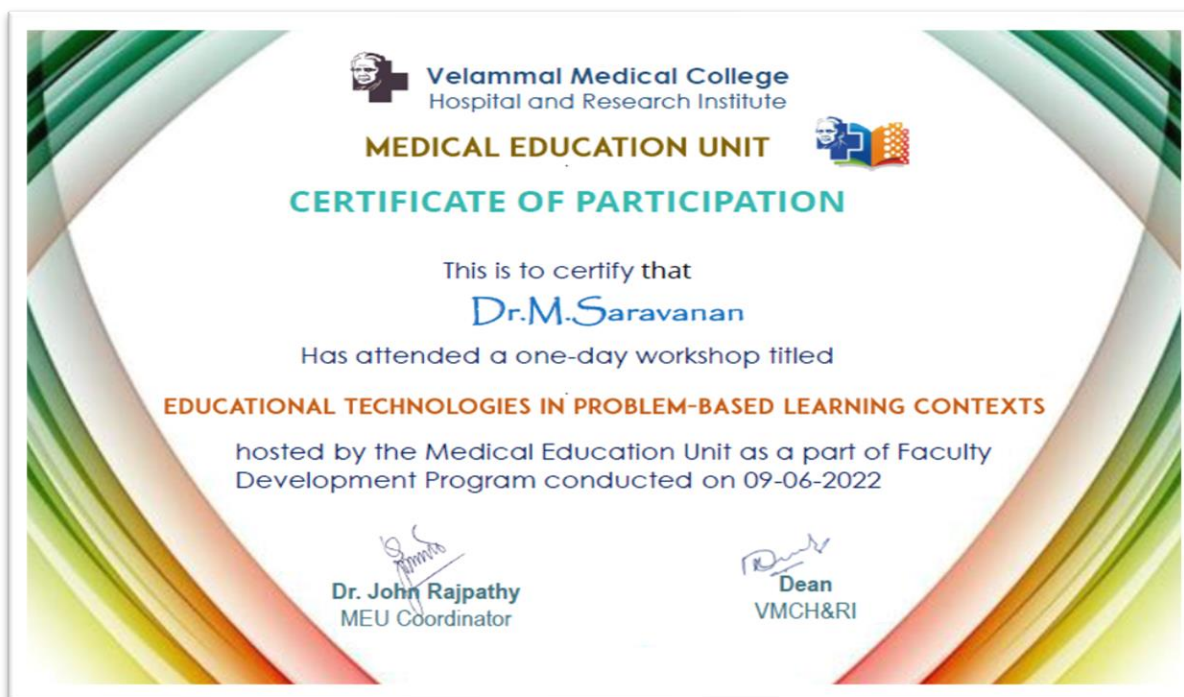 Velammal Medical College
Hospital and Research Institute
MEDICAL EDUCATION UNIT
CERTIFICATE OF PARTICIPATION
This is to certify that
Dr.M.Saravanan
Has attended a one-day workshop titled
EDUCATIONAL TECHNOLOGIES IN PROBLEM-BASED LEARNING CONTEXTS
hosted by the Medical Education Unit as a part of Faculty
Development Program conducted on 09-06-2022
Dr. John Rajpathy
MEU Coordinator
Dean
VMCH&RI